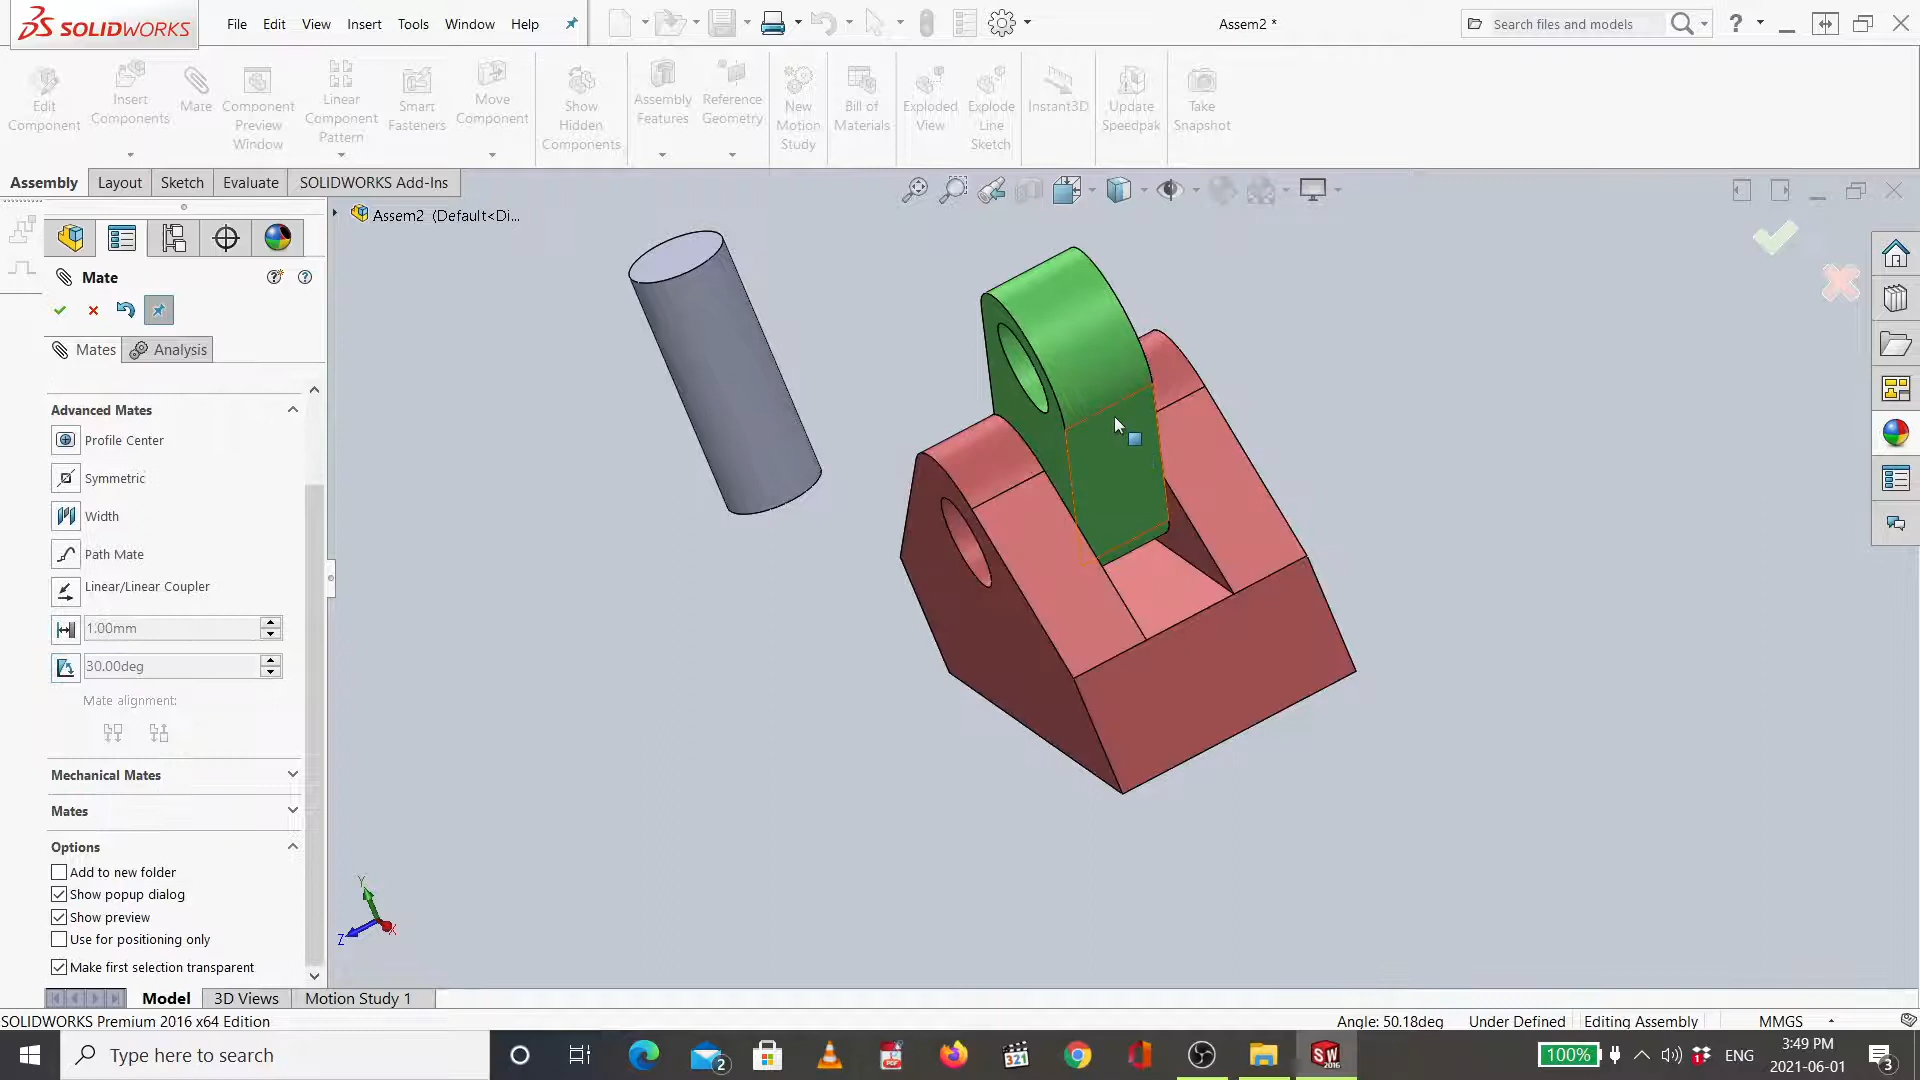 SOLIDWORKS
File Edit View Insert Tools Window Help
Assem2 *
Search files and models
?
Edit Component
Insert Components
Mate
Component Preview Window
Linear Component Pattern
Smart Fasteners
Move Component
Show Hidden Components
Assembly Features
Reference Geometry
New Motion Study
Bill of Materials
Exploded View
Explode Line Sketch
Instant3D
Update Speedpak
Take Snapshot
Assembly Layout Sketch Evaluate SOLIDWORKS Add-Ins
Assem2 (Default<Di...
Mate
Mates Analysis
Advanced Mates
Profile Center
Symmetric
Width
Path Mate
Linear/Linear Coupler
1.00mm
30.00deg
Mate alignment:
Mechanical Mates
Mates
Options
Add to new folder
Show popup dialog
Show preview
Use for positioning only
Make first selection transparent
Y
Z
X
Model 3D Views Motion Study 1
SOLIDWORKS Premium 2016 x64 Edition
Angle: 50.18deg Under Defined Editing Assembly MMGS
Type here to search
2
321
SW
2016
100%
1
ENG
3:49 PM
2021-06-01
3